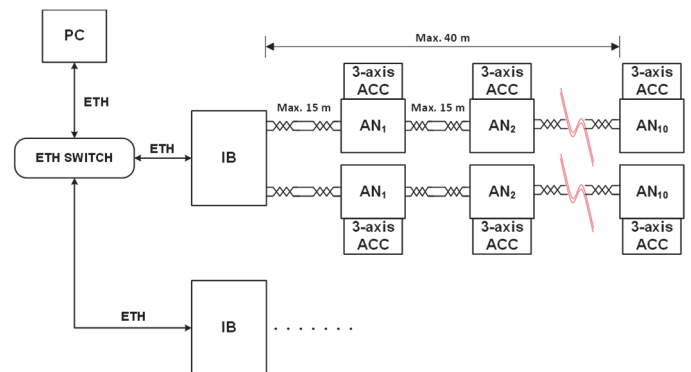 PC
Max. 40 m
3-axis
ACC
3-axis
ACC
3-axis
ACC
ETH
Max. 15 m
Max. 15 m
AN1
AN2
AN10
ETH SWITCH
ETH
IB
AN1
AN2
AN10
3-axis
ACC
3-axis
ACC
3-axis
ACC
ETH
IB